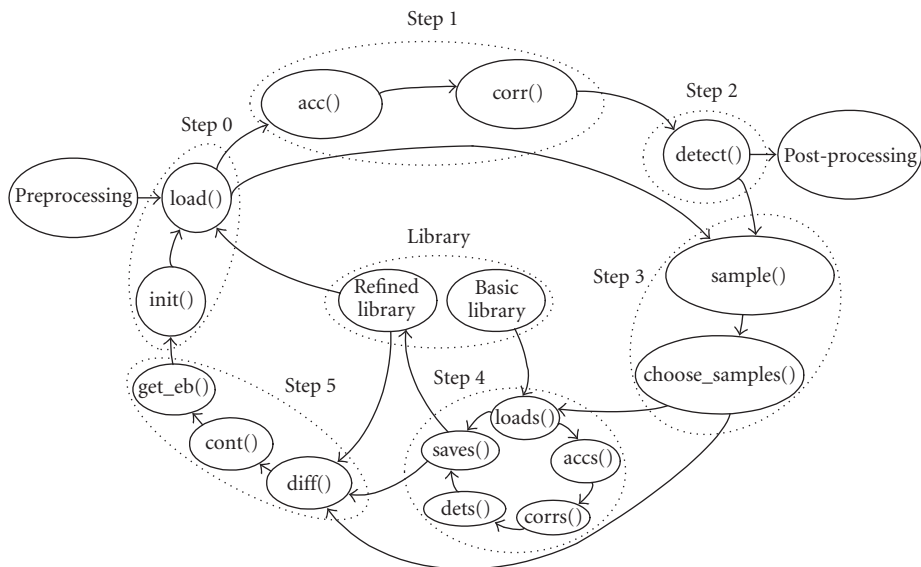 Step 1
acc()
corr()
Step 0
Step 2
Preprocessing
load()
detect()
Post-processing
Library
Step 3
sample()
init()
Refined
library
Basic
library
choose_samples()
get_eb()
Step 5
Step 4
loads()
cont()
saves()
accs()
diff()
dets()
corrs()